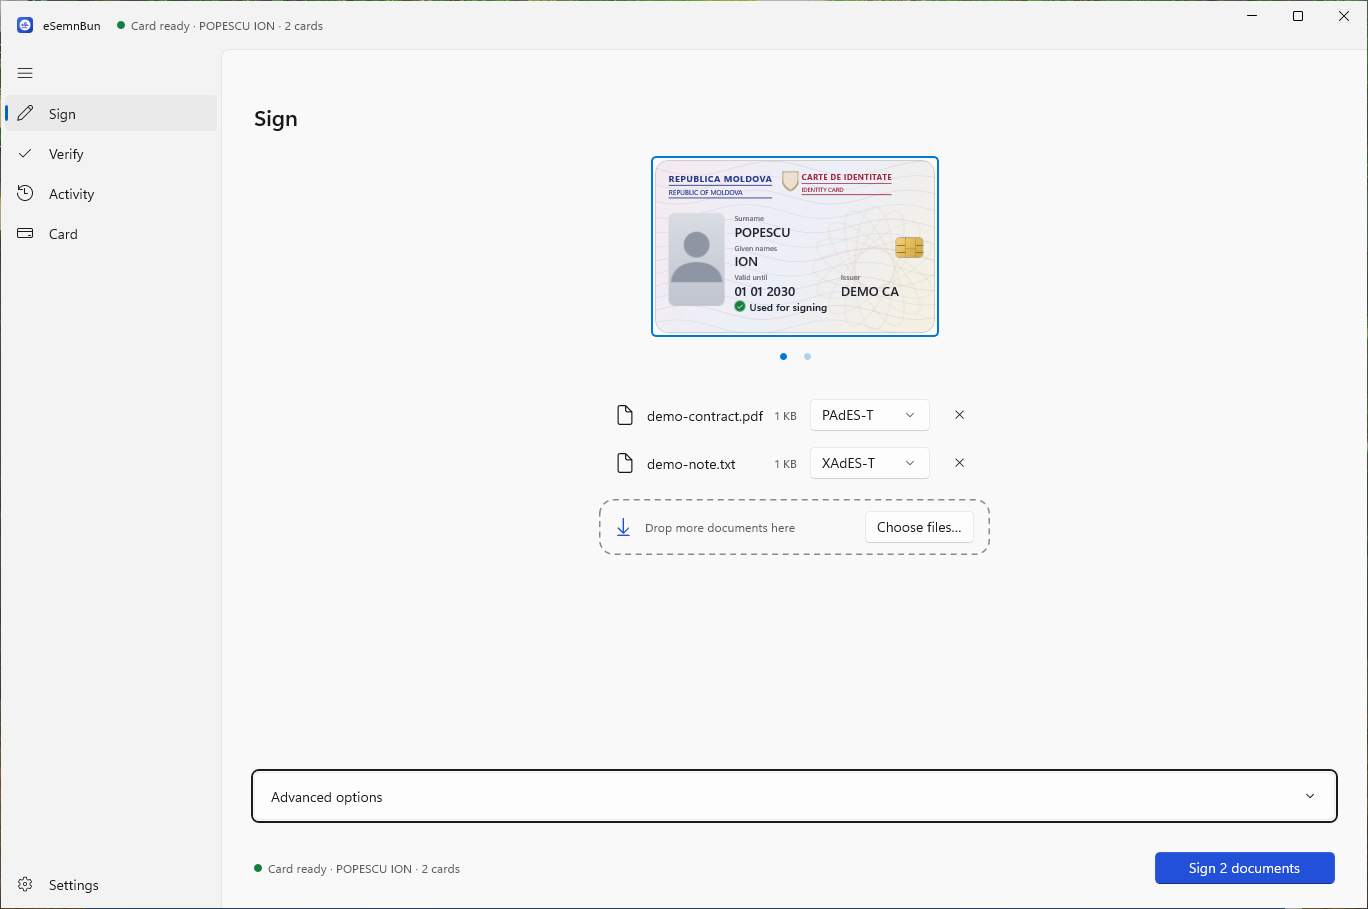 eSemnBun
Card ready · POPESCU ION · 2 cards
Sign
Verify
Activity
Card
Settings
Sign
REPUBLICA MOLDOVA
REPUBLIC OF MOLDOVA
CARTE DE IDENTITATE
IDENTITY CARD
Surname
POPESCU
Given names
ION
Valid until
01 01 2030
Issuer
DEMO CA
Used for signing
demo-contract.pdf 1 KB PAdES-T
demo-note.txt 1 KB XAdES-T
Drop more documents here Choose files...
Advanced options
Card ready · POPESCU ION · 2 cards
Sign 2 documents